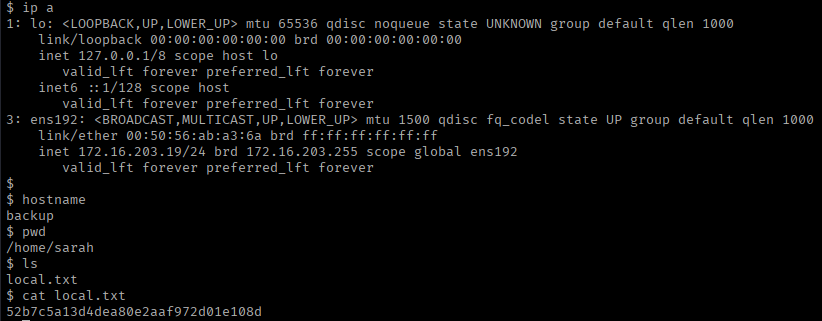 $ ip a
1: lo: <LOOPBACK,UP,LOWER_UP> mtu 65536 qdisc noqueue state UNKNOWN group default qlen 1000
    link/loopback 00:00:00:00:00:00 brd 00:00:00:00:00:00
    inet 127.0.0.1/8 scope host lo
       valid_lft forever preferred_lft forever
    inet6 ::1/128 scope host
       valid_lft forever preferred_lft forever
3: ens192: <BROADCAST,MULTICAST,UP,LOWER_UP> mtu 1500 qdisc fq_codel state UP group default qlen 1000
    link/ether 00:50:56:ab:a3:6a brd ff:ff:ff:ff:ff:ff
    inet 172.16.203.19/24 brd 172.16.203.255 scope global ens192
       valid_lft forever preferred_lft forever
$
$ hostname
backup
$ pwd
/home/sarah
$ ls
local.txt
$ cat local.txt
52b7c5a13d4dea80e2aaf972d01e108d